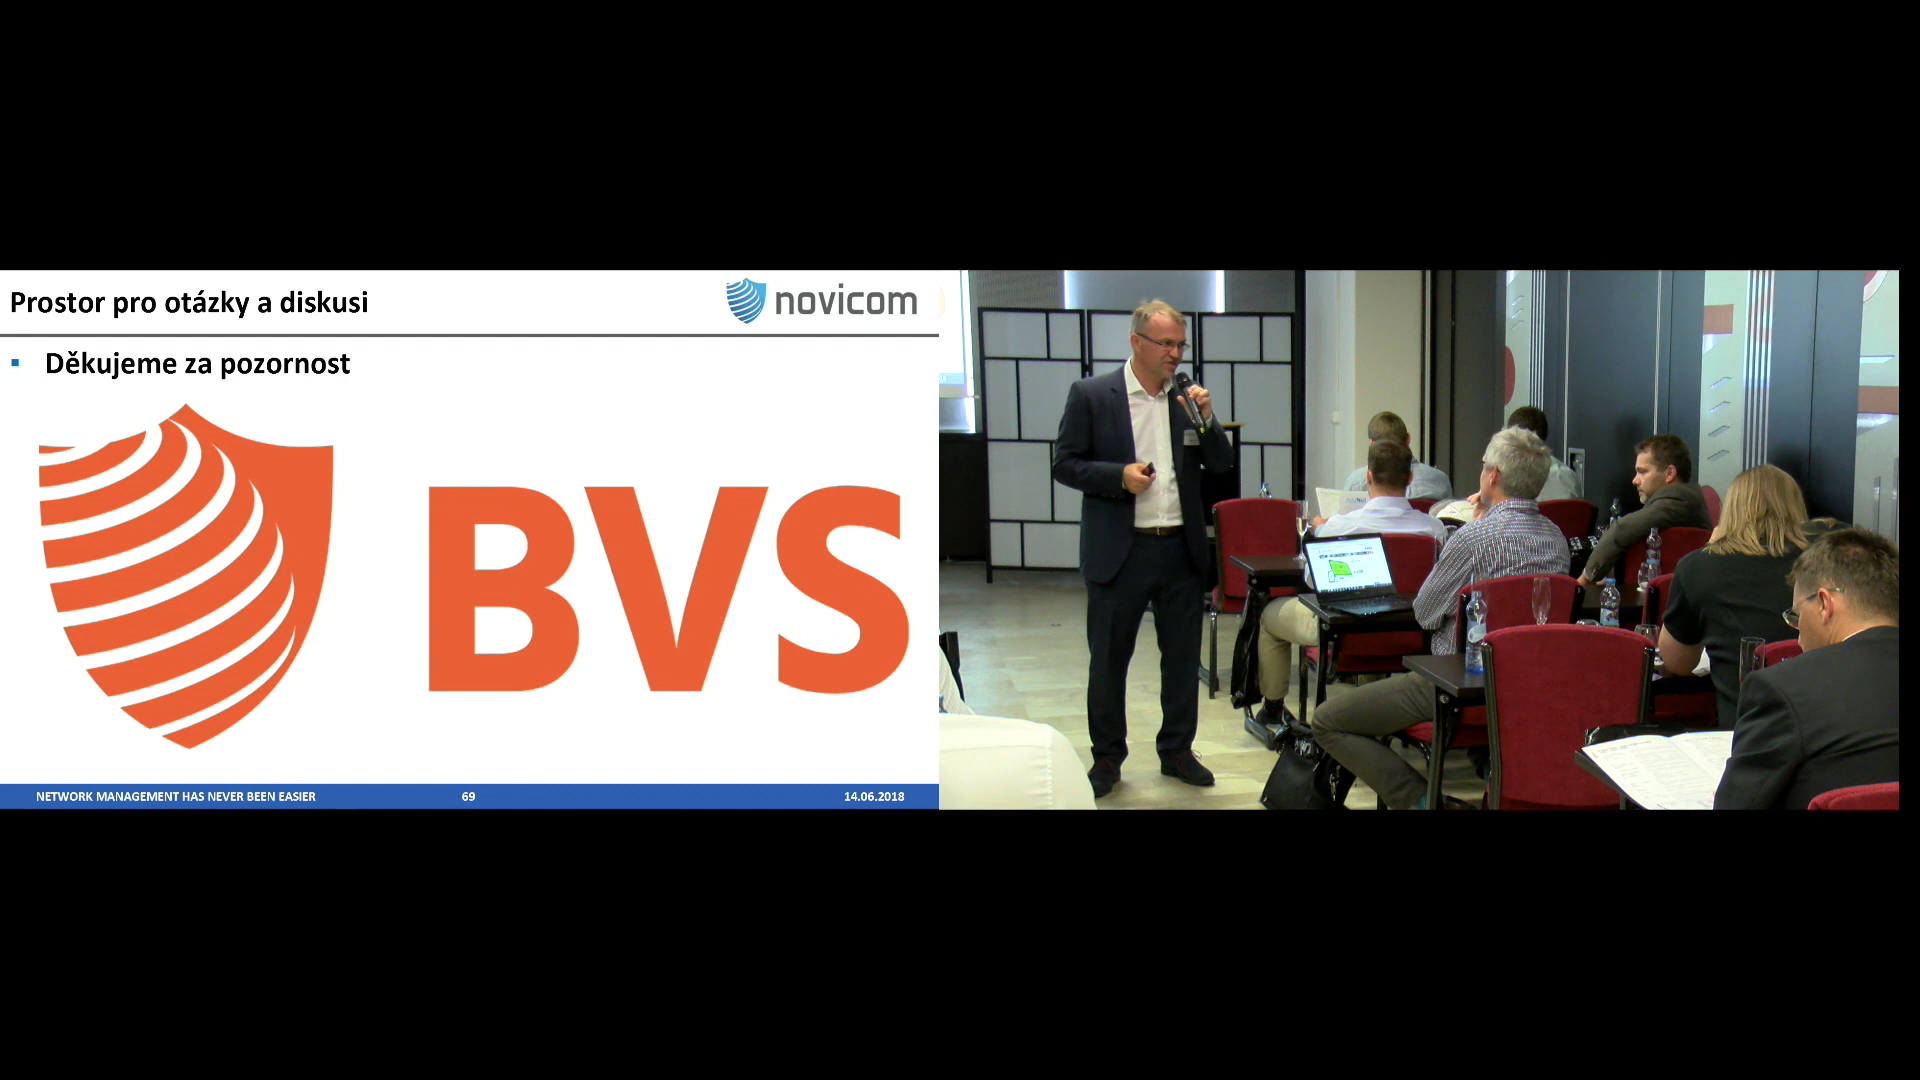 Prostor pro otázky a diskusi
novicom
Děkujeme za pozornost
BVS
NETWORK MANAGEMENT HAS NEVER BEEN EASIER
69
14.06.2018